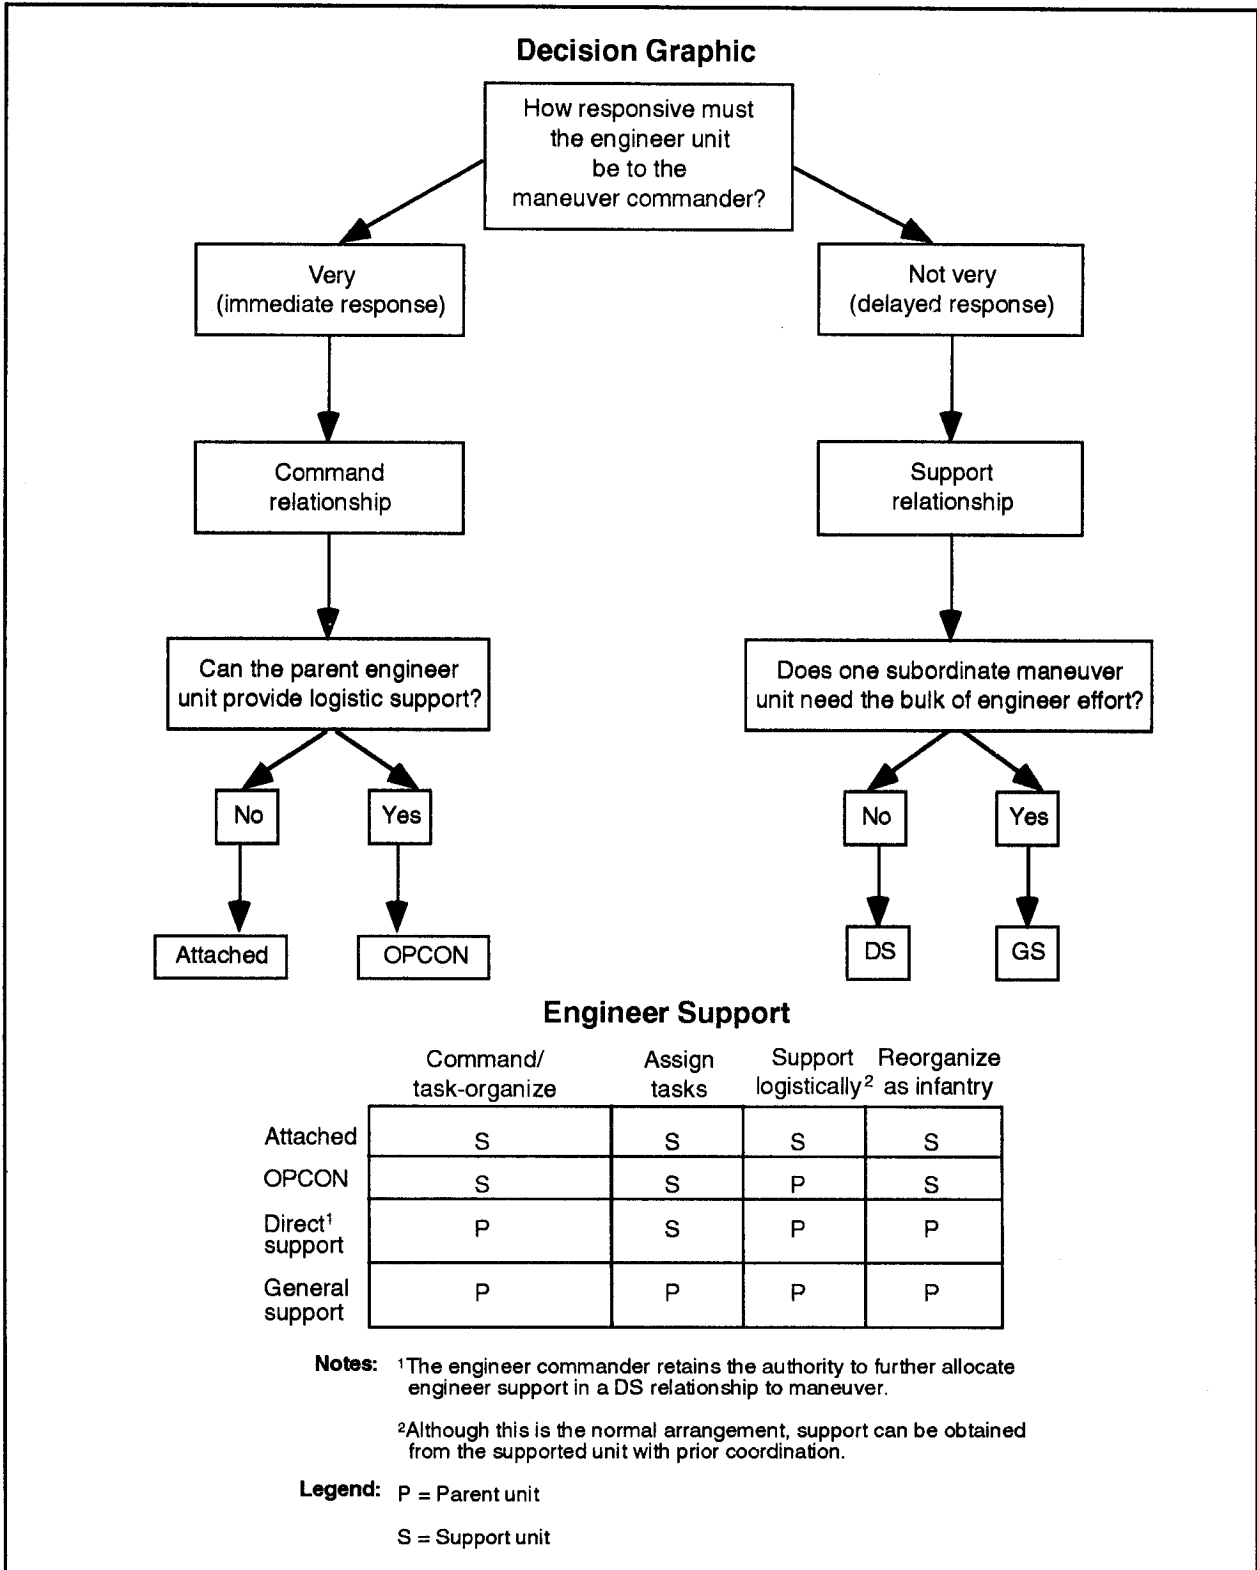 Decision Graphic
How responsive must
the engineer unit
be to the
maneuver commander?
Very
(immediate response)
Not very
(delayed response)
Command
relationship
Support
relationship
Can the parent engineer
unit provide logistic support?
Does one subordinate maneuver
unit need the bulk of engineer effort?
No
Yes
No
Yes
Attached
OPCON
DS
GS
Engineer Support
Command/
task-organize
Assign
tasks
Support
logistically²
Reorganize
as infantry
Attached S S S S
OPCON S S P S
Direct¹
support P S P P
General
support P P P P
Notes: ¹The engineer commander retains the authority to further allocate
engineer support in a DS relationship to maneuver.
²Although this is the normal arrangement, support can be obtained
from the supported unit with prior coordination.
Legend: P = Parent unit
S = Support unit